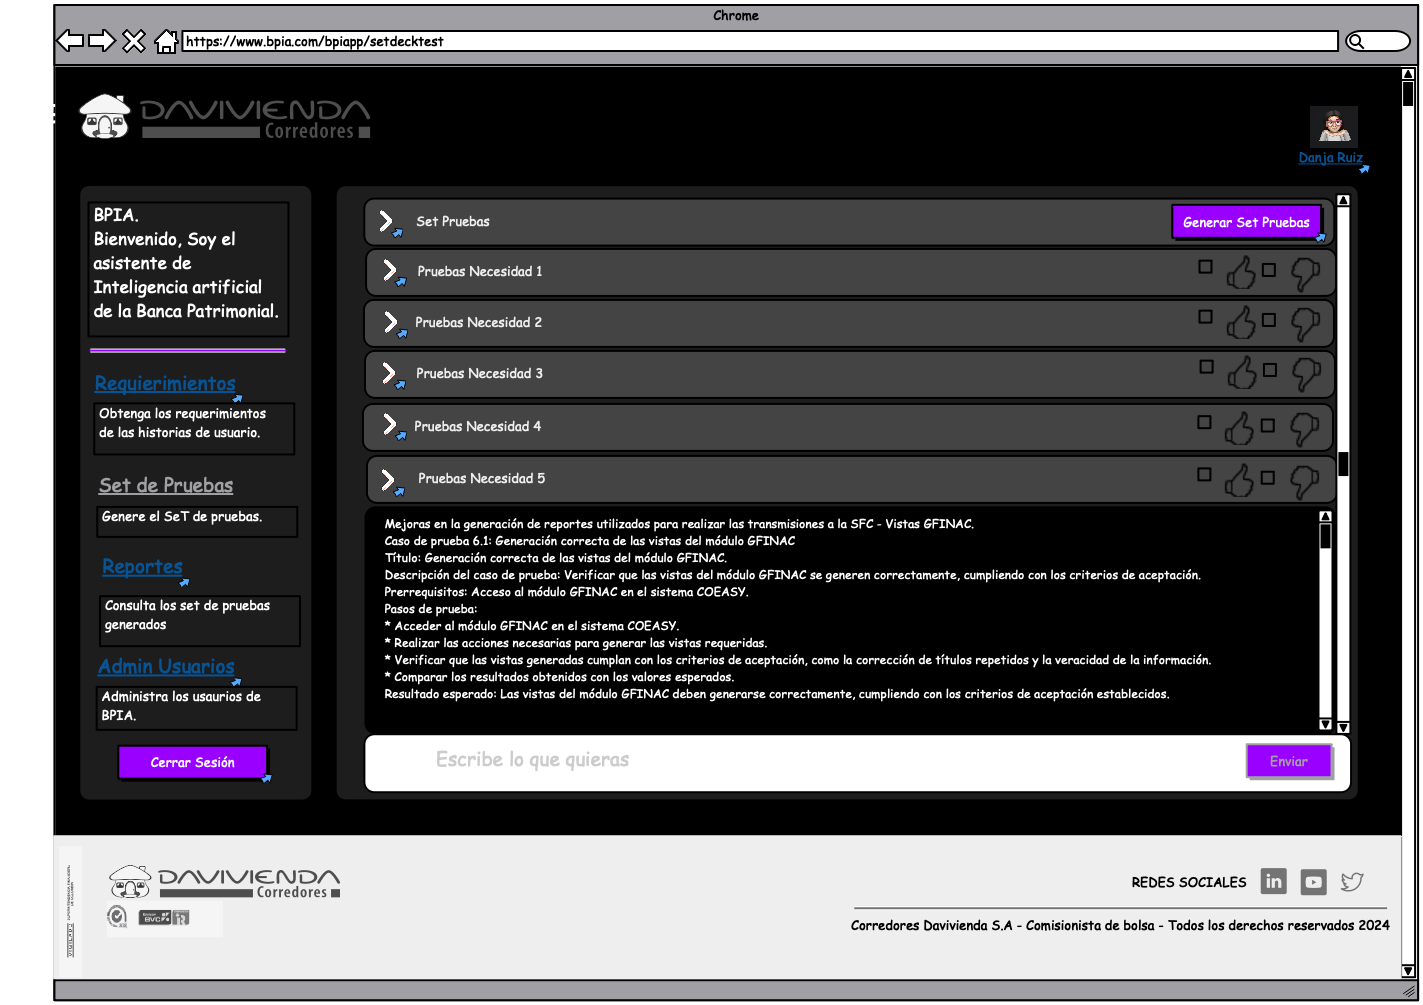 Chrome
https://www.bpia.com/bpiapp/setdecktest
DAVIVIENDA
Corredores
Danja Ruiz
BPIA.
Bienvenido, Soy el
asistente de
Inteligencia artificial
de la Banca Patrimonial.
Requierimientos
Obtenga los requerimientos
de las historias de usuario.
Set de Pruebas
Genere el SeT de pruebas.
Reportes
Consulta los set de pruebas
generados
Admin Usuarios
Administra los usaurios de
BPIA.
Cerrar Sesión
Set Pruebas
Generar Set Pruebas
Pruebas Necesidad 1
Pruebas Necesidad 2
Pruebas Necesidad 3
Pruebas Necesidad 4
Pruebas Necesidad 5
Mejoras en la generación de reportes utilizados para realizar las transmisiones a la SFC - Vistas GFINAC.
Caso de prueba 6.1: Generación correcta de las vistas del módulo GFINAC
Título: Generación correcta de las vistas del módulo GFINAC.
Descripción del caso de prueba: Verificar que las vistas del módulo GFINAC se generen correctamente, cumpliendo con los criterios de aceptación.
Prerrequisitos: Acceso al módulo GFINAC en el sistema COEASY.
Pasos de prueba:
* Acceder al módulo GFINAC en el sistema COEASY.
* Realizar las acciones necesarias para generar las vistas requeridas.
* Verificar que las vistas generadas cumplan con los criterios de aceptación, como la corrección de títulos repetidos y la veracidad de la información.
* Comparar los resultados obtenidos con los valores esperados.
Resultado esperado: Las vistas del módulo GFINAC deben generarse correctamente, cumpliendo con los criterios de aceptación establecidos.
Escribe lo que quieras
Enviar
VIGILADO
DAVIVIENDA
Corredores
BVC
IR
REDES SOCIALES
in
Corredores Davivienda S.A - Comisionista de bolsa - Todos los derechos reservados 2024